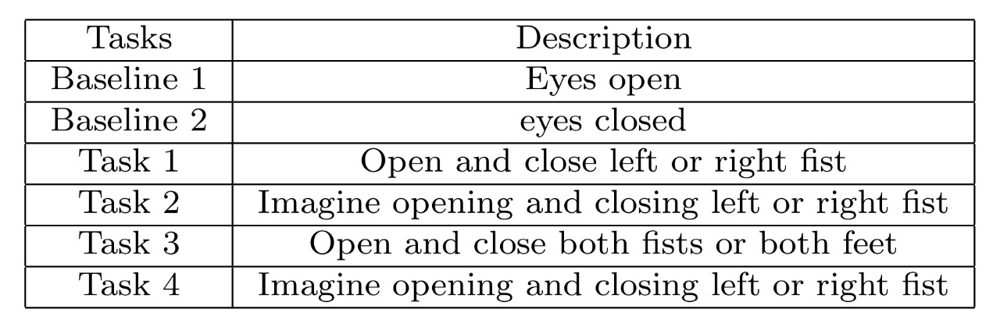 Tasks Description
Baseline 1 Eyes open
Baseline 2 eyes closed
Task 1 Open and close left or right fist
Task 2 Imagine opening and closing left or right fist
Task 3 Open and close both fists or both feet
Task 4 Imagine opening and closing left or right fist